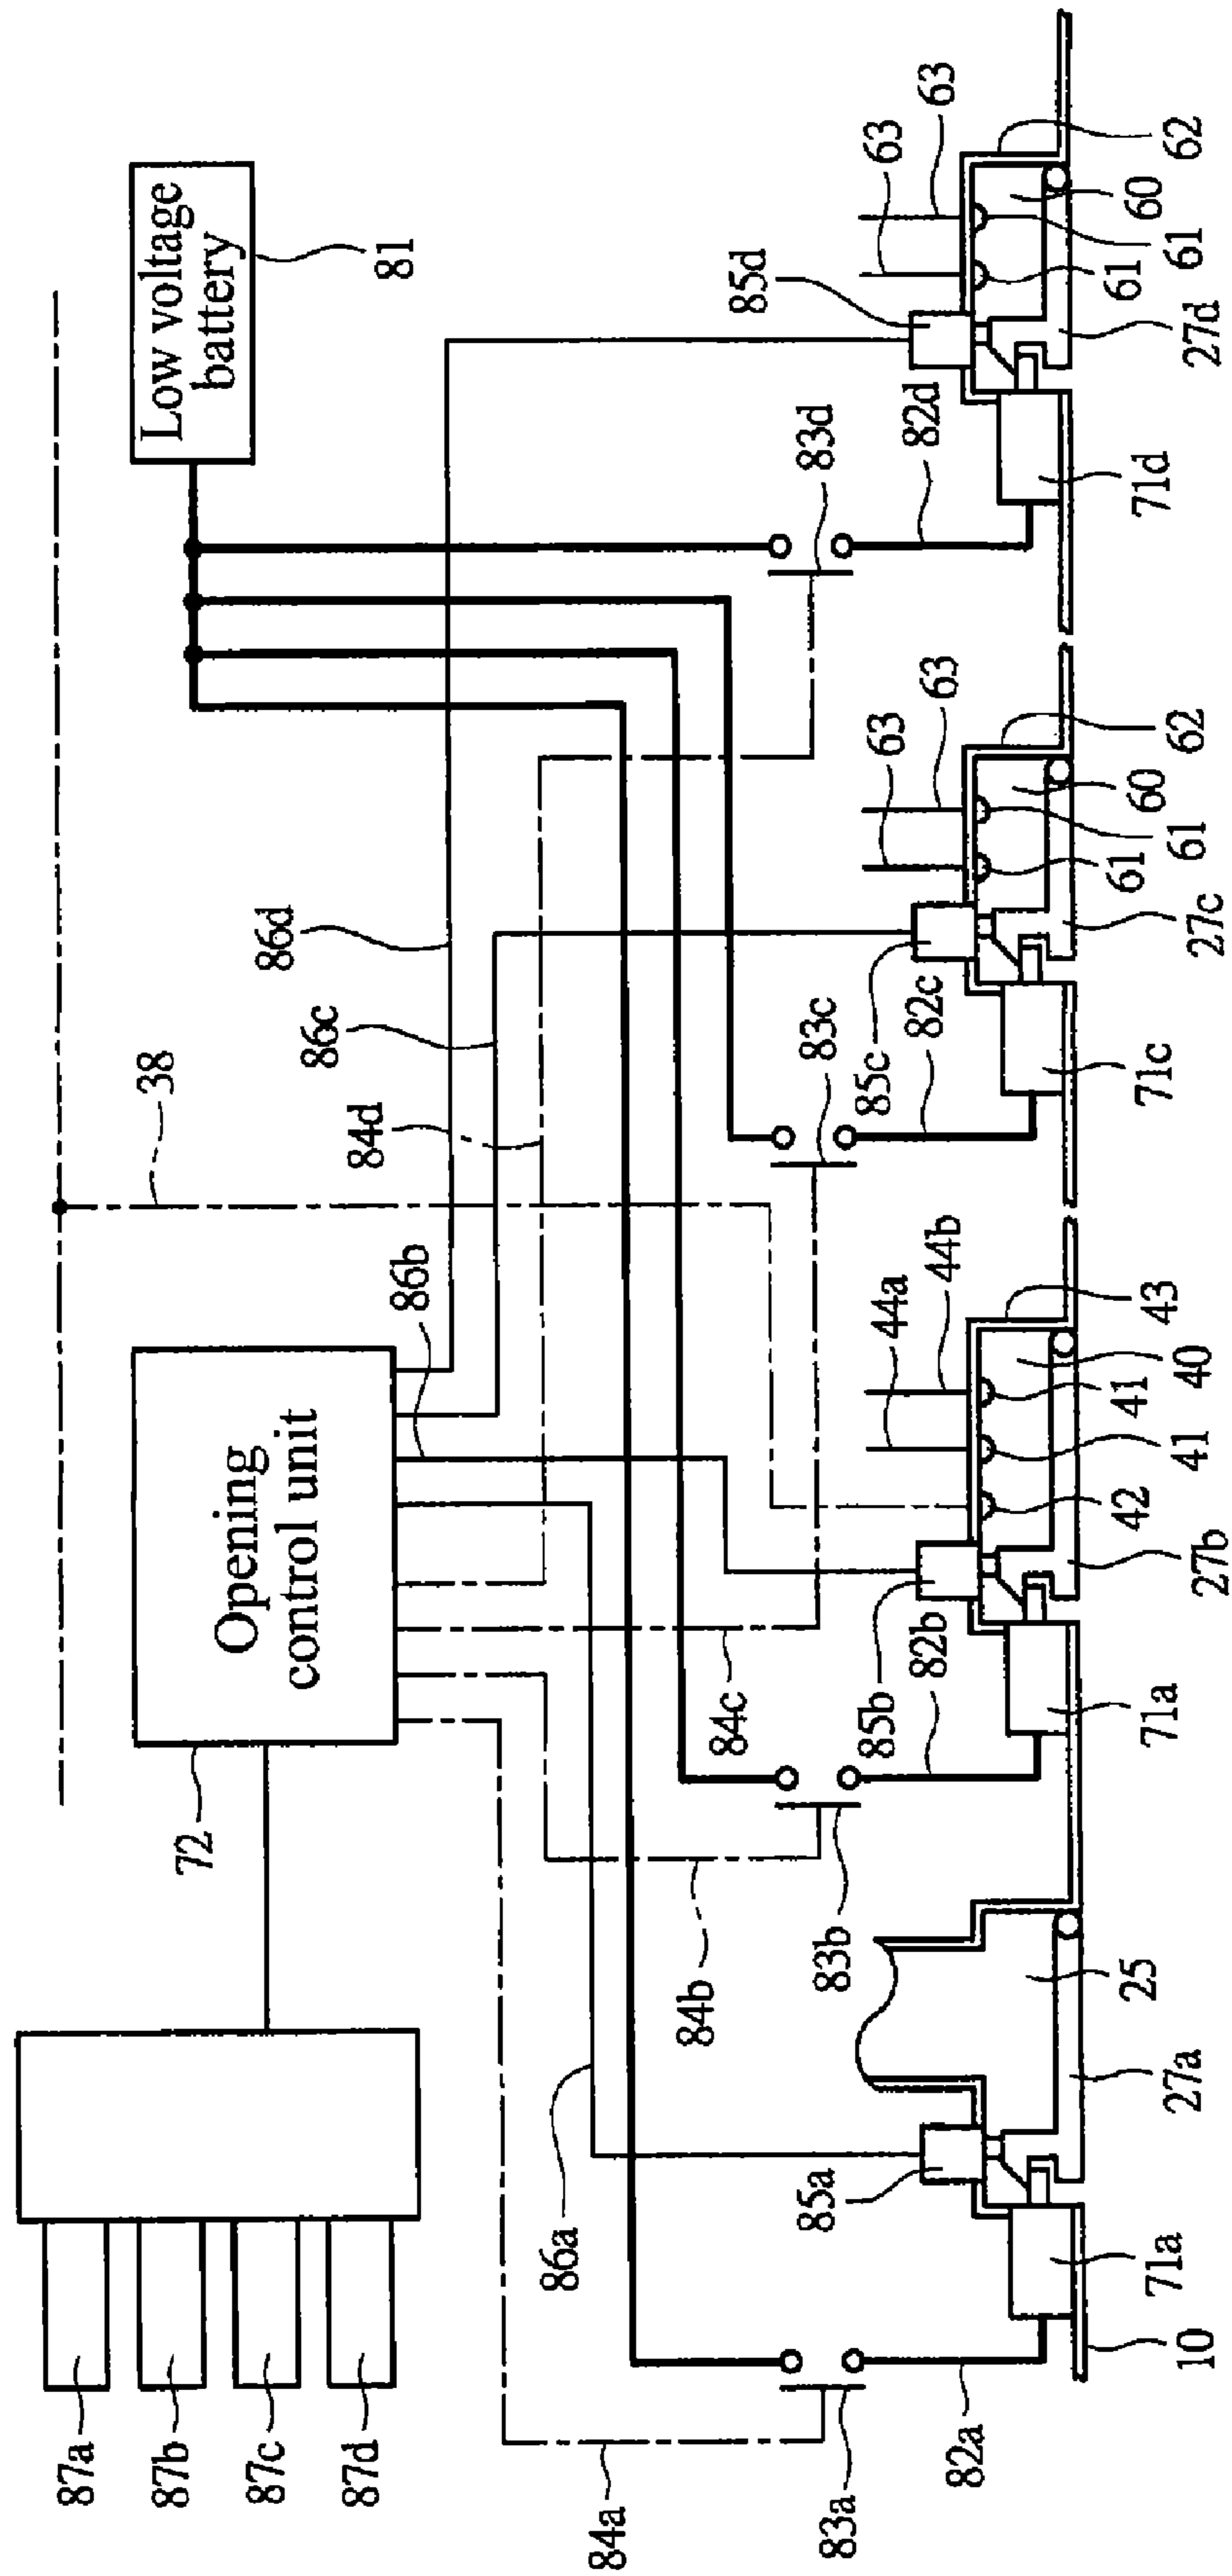 87a
87b
87c
87d
72
Opening
control unit
Low voltage
battery
81
38
84a
86a
84b
84c
86b
84d
86c
86d
83a
82a
85a
83b
85b
82b
44a
44b
83c
85c
82c
63
63
83d
82d
85d
63
63
10
71a
27a
25
71a
27b
42
41
41
40
43
71c
27c
61
61
60
62
71d
27d
61
61
60
62